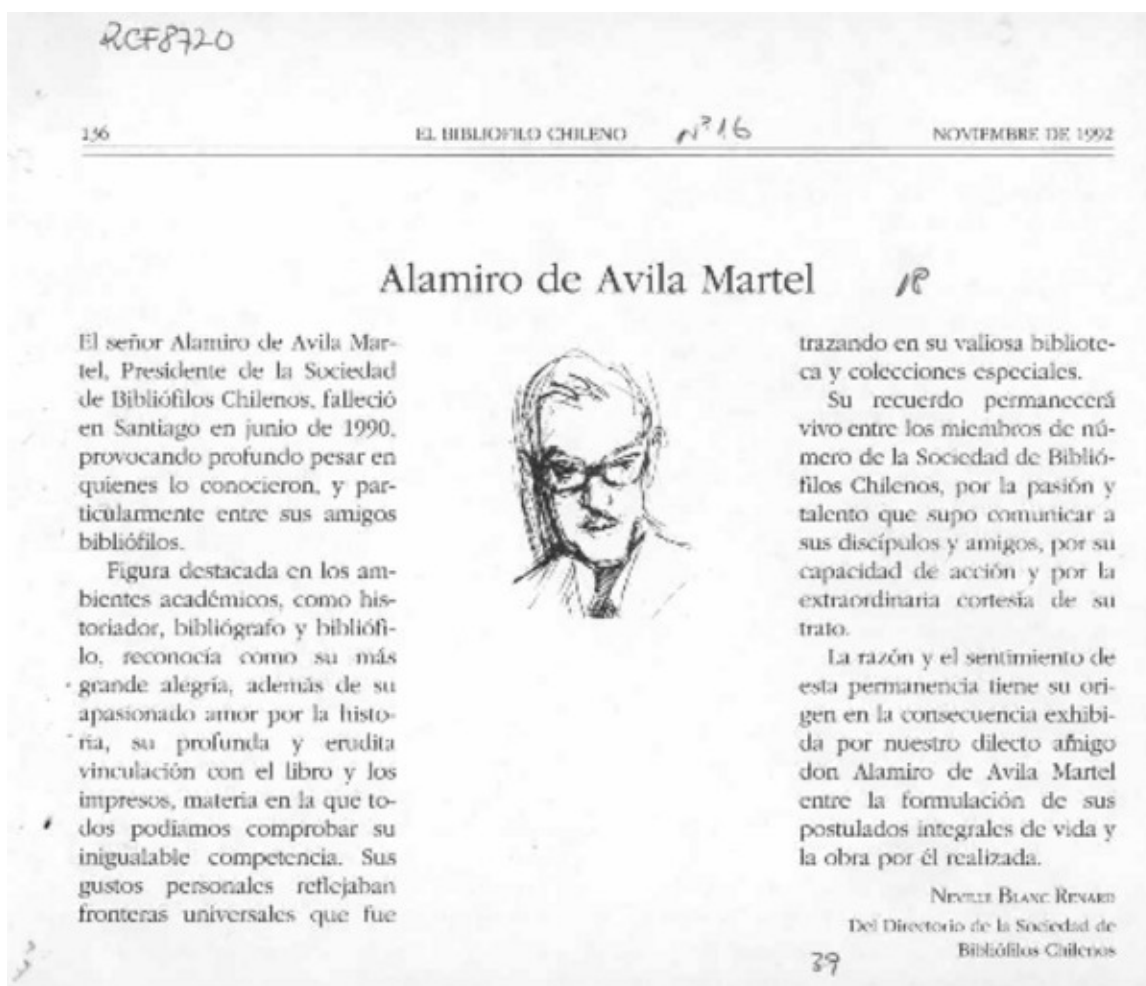 RCF8720
136 EL BIBLIOFILO CHILENO Nº 16 NOVIEMBRE DE 1992
Alamiro de Avila Martel 18
El señor Alamiro de Avila Mar-
tel, Presidente de la Sociedad
de Bibliófilos Chilenos, falleció
en Santiago en junio de 1990,
provocando profundo pesar en
quienes lo conocieron, y par-
ticularmente entre sus amigos
bibliófilos.
Figura destacada en los am-
bientes académicos, como his-
toriador, bibliógrafo y bibliófi-
lo, reconocía como su más
grande alegría, además de su
apasionado amor por la histo-
ria, su profunda y erudita
vinculación con el libro y los
impresos, materia en la que to-
dos podíamos comprobar su
inigualable competencia. Sus
gustos personales reflejaban
fronteras universales que fue
trazando en su valiosa bibliote-
ca y colecciones especiales.
Su recuerdo permanecerá
vivo entre los miembros de nú-
mero de la Sociedad de Biblió-
filos Chilenos, por la pasión y
talento que supo comunicar a
sus discípulos y amigos, por su
capacidad de acción y por la
extraordinaria cortesía de su
trato.
La razón y el sentimiento de
esta permanencia tiene su ori-
gen en la consecuencia exhibi-
da por nuestro dilecto amigo
don Alamiro de Avila Martel
entre la formulación de sus
postulados integrales de vida y
la obra por él realizada.
NEVILLE BLANC RENARD
Del Directorio de la Sociedad de
Bibliófilos Chilenos
39